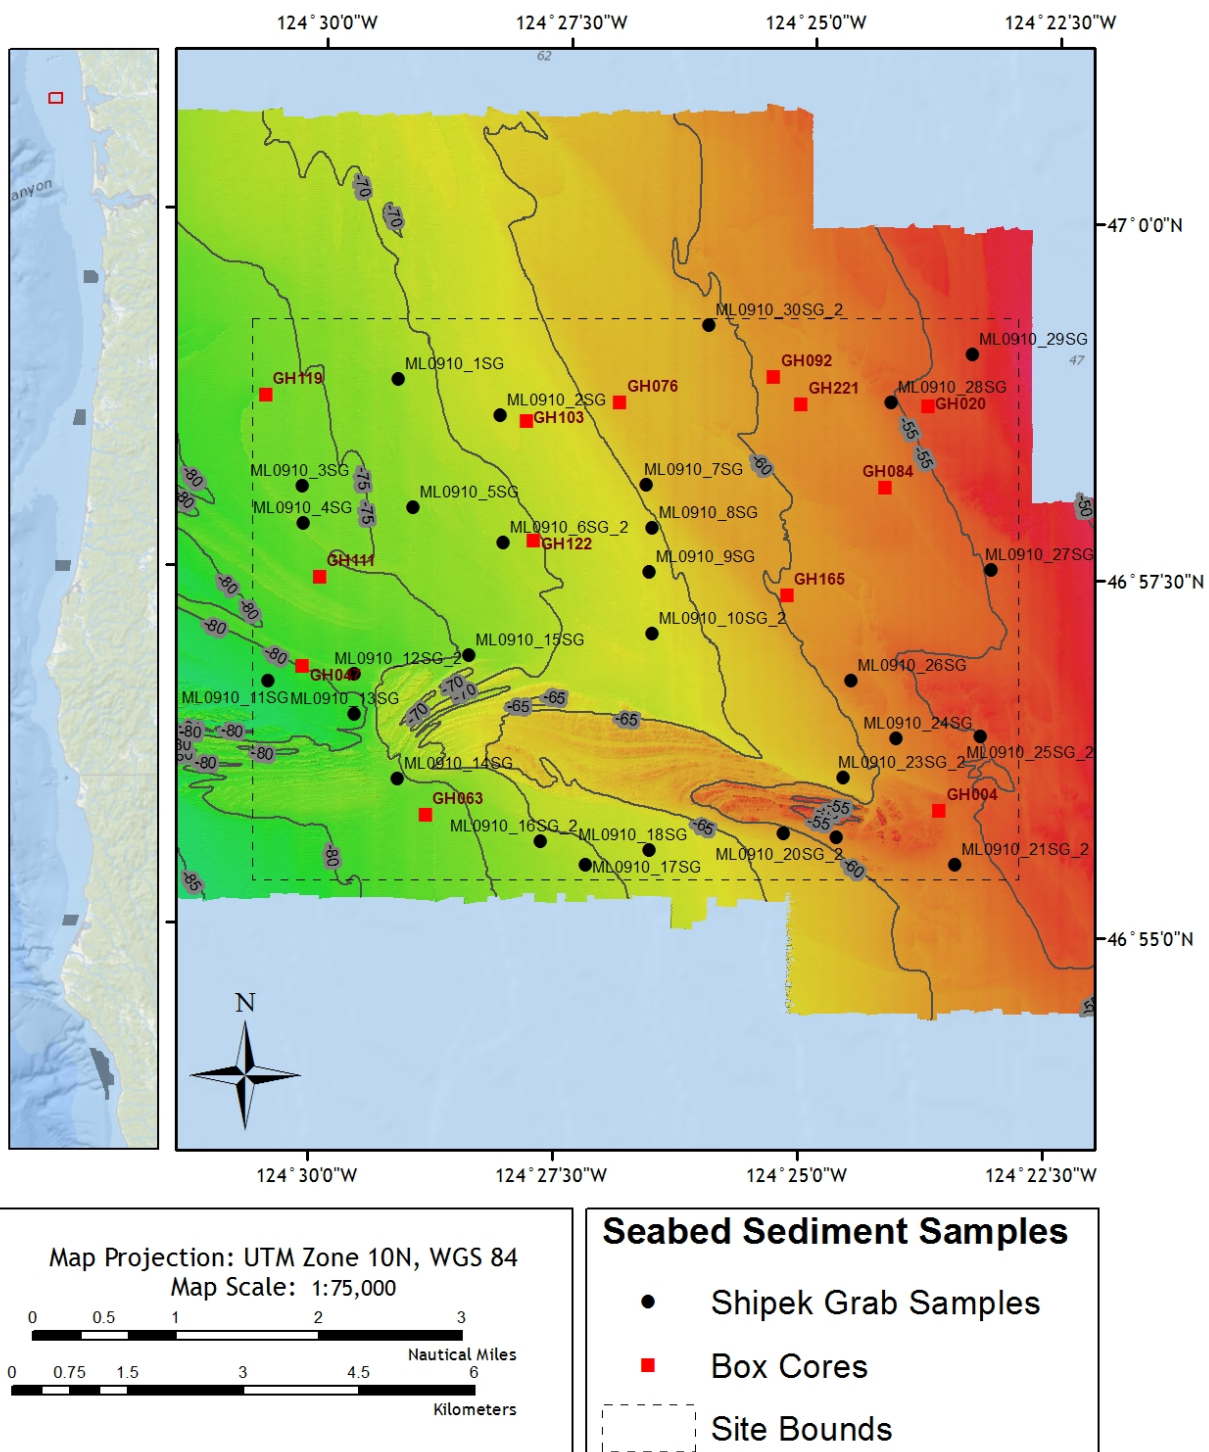 124°30'0"W
124°27'30"W
124°25'0"W
124°22'30"W
62
anyon
-70
-70
47°0'0"N
ML0910_30SG_2
ML0910_29SG
47
ML0910_1SG
GH092
GH119
GH076
ML0910_28SG
ML0910_2SG
GH221
GH020
GH103
-55
-55
-60
ML0910_3SG
ML0910_7SG
GH084
-80
-80
-75
-75
ML0910_5SG
-50
ML0910_4SG
ML0910_8SG
ML0910_6SG_2
GH122
ML0910_9SG
ML0910_27SG
GH111
GH165
46°57'30"N
-80
-80
-80
ML0910_10SG_2
ML0910_15SG
-80
ML0910_12SG_2
GH047
ML0910_26SG
ML0910_11SG
ML0910_13SG
-70
-70
-70
-65
-65
-65
ML0910_24SG
-80
-80
80
-80
-80
ML0910_25SG_2
ML0910_14SG
ML0910_23SG_2
GH063
GH004
-55
-55
ML0910_16SG_2
ML0910_18SG
-65
ML0910_20SG_2
ML0910_21SG_2
-80
ML0910_17SG
-60
-85
46°55'0"N
N
124°30'0"W
124°27'30"W
124°25'0"W
124°22'30"W
Map Projection: UTM Zone 10N, WGS 84
Map Scale: 1:75,000
0 0.5 1 2 3
Nautical Miles
0 0.75 1.5 3 4.5 6
Kilometers
Seabed Sediment Samples
Shipek Grab Samples
Box Cores
Site Bounds